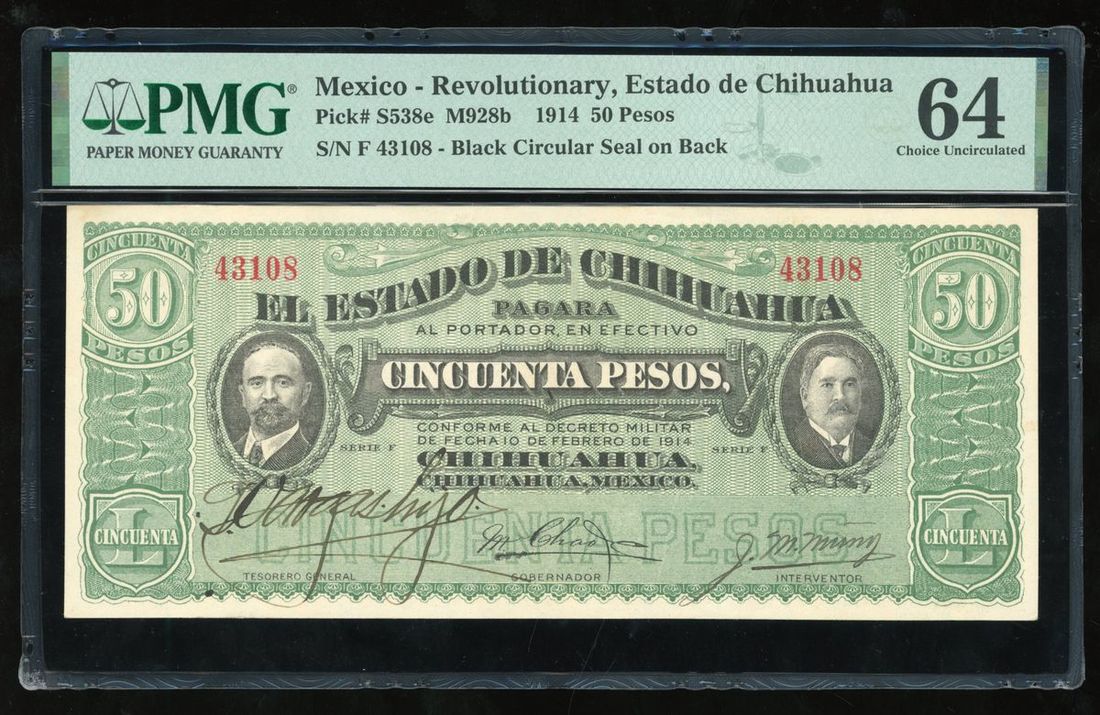 PMG®
PAPER MONEY GUARANTY
Mexico - Revolutionary, Estado de Chihuahua
Pick# S538e M928b 1914 50 Pesos
S/N F 43108 - Black Circular Seal on Back
64
Choice Uncirculated
CINCUENTA
50
PESOS
43108
43108
CINCUENTA
50
PESOS
EL ESTADO DE CHIHUAHUA
PAGARA
AL PORTADOR, EN EFECTIVO
CINCUENTA PESOS,
CONFORME AL DECRETO MILITAR
DE FECHA 10 DE FEBRERO DE 1914
SERIE F
SERIE F
CHIHUAHUA,
CHIHUAHUA, MEXICO.
CINCUENTA PESOS
L
CINCUENTA
L
CINCUENTA
TESORERO GENERAL
GOBERNADOR
INTERVENTOR